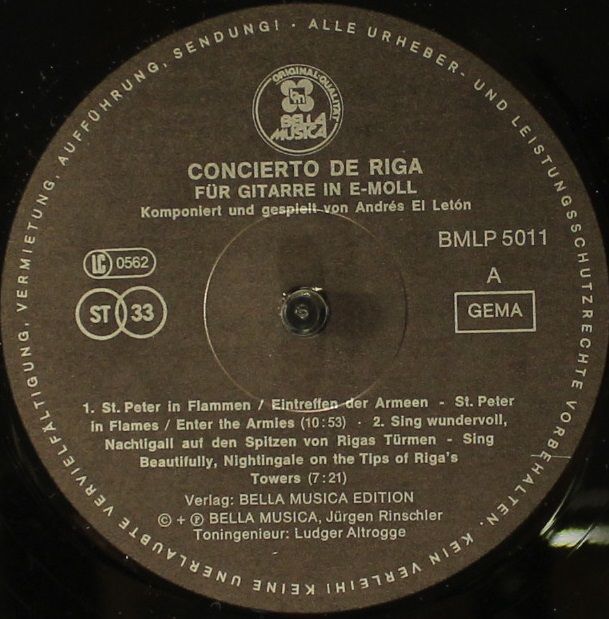 ALLE URHEBER- UND LEISTUNGSSCHUTZRECHTE VORBEHALTEN. KEIN VERLEIH! KEINE UNERLAUBTE VERVIELFÄLTIGUNG, VERMIETUNG, AUFFÜHRUNG, SENDUNG! ·
ORIGINAL-QUALITÄT
bm
BELLA
MUSICA
CONCIERTO DE RIGA
FÜR GITARRE IN E-MOLL
Komponiert und gespielt von Andrés El Letón
BMLP 5011
LC 0562
A
ST 33
GEMA
1. St. Peter in Flammen / Eintreffen der Armeen - St. Peter
in Flames / Enter the Armies (10:53) · 2. Sing wundervoll,
Nachtigall auf den Spitzen von Rigas Türmen - Sing
Beautifully, Nightingale on the Tips of Riga's
Towers (7:21)
Verlag: BELLA MUSICA EDITION
© + ℗ BELLA MUSICA, Jürgen Rinschler
Toningenieur: Ludger Altrogge